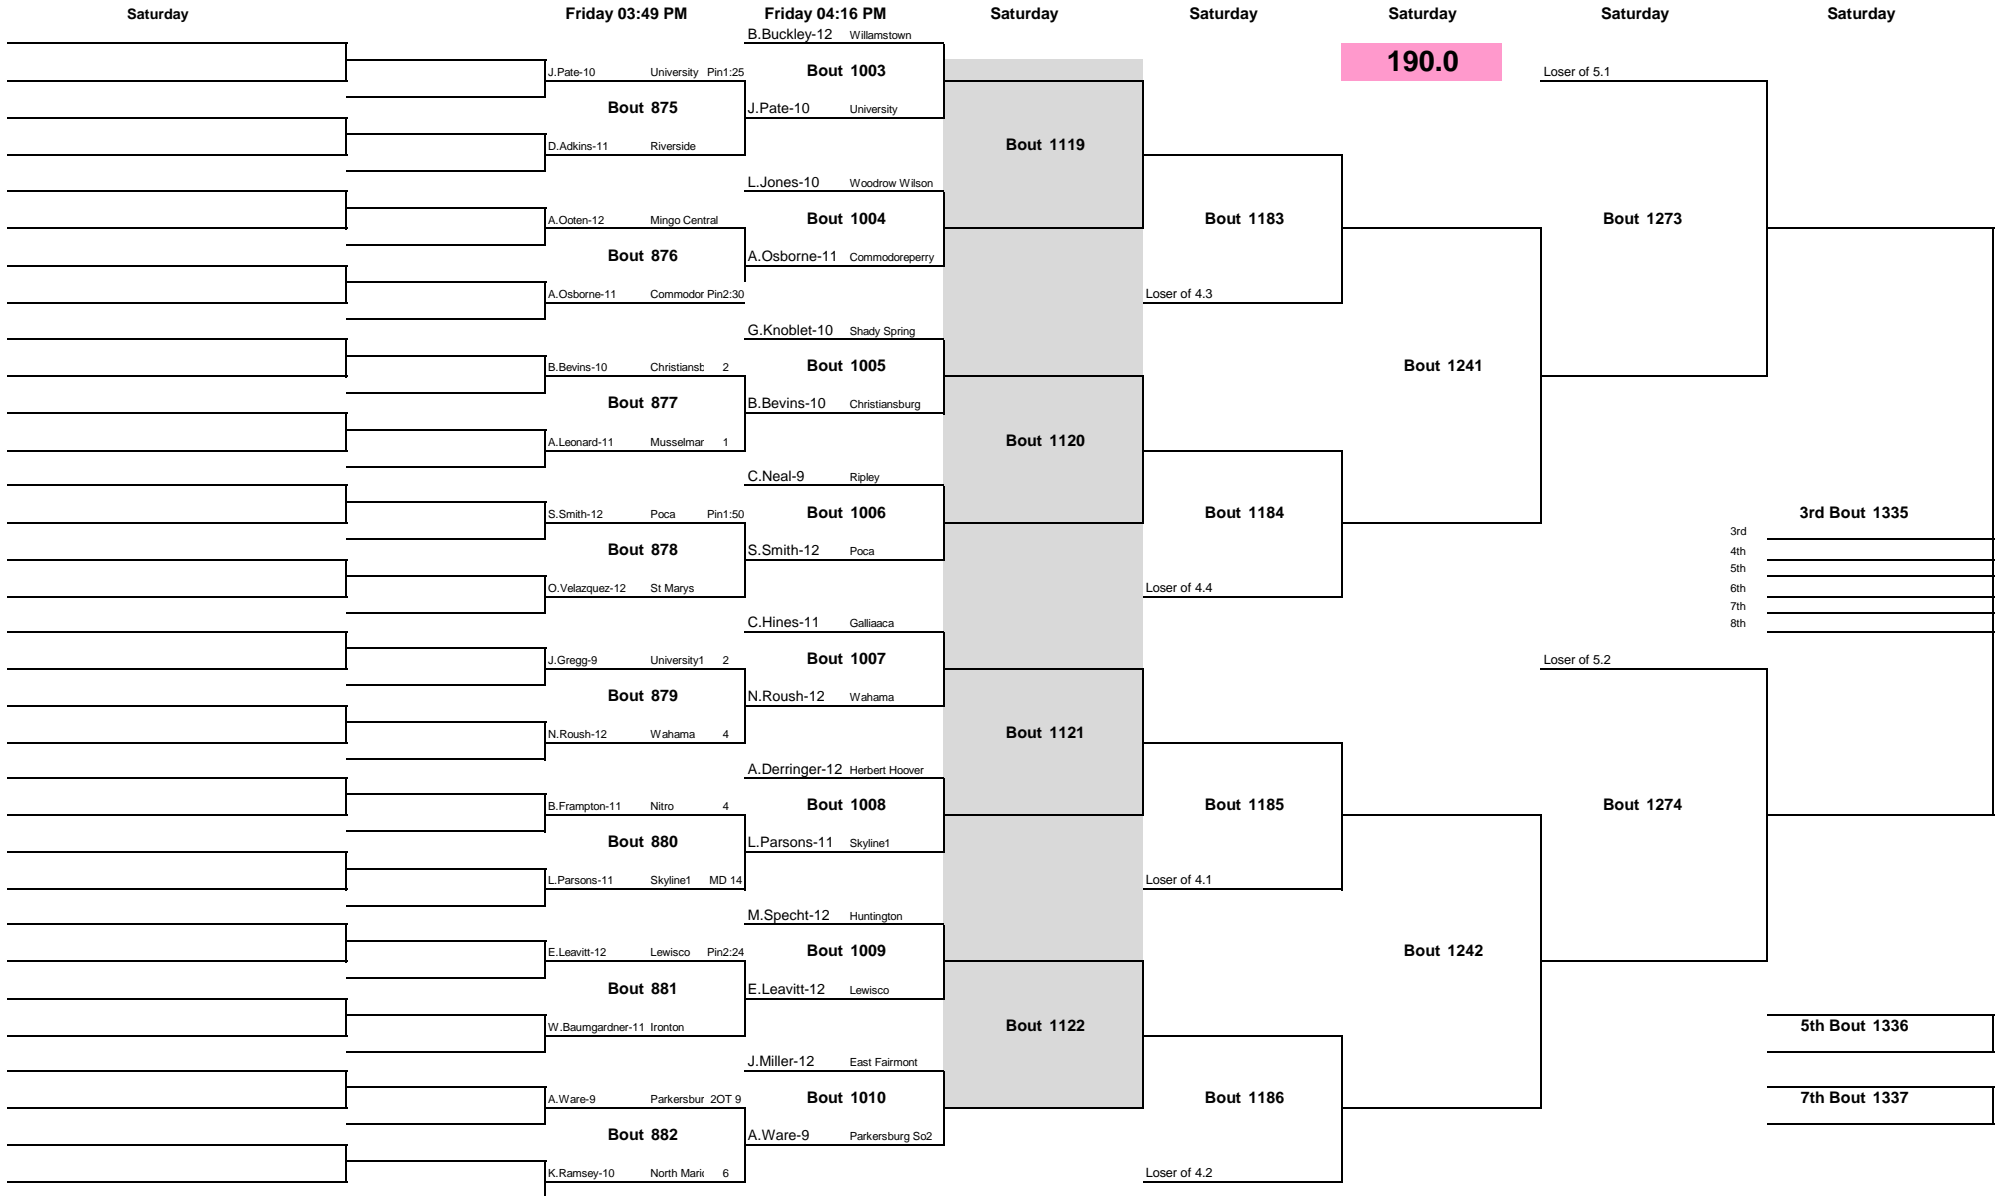 Saturday Friday 03:49 PM Friday 04:16 PM Saturday Saturday Saturday Saturday Saturday
B.Buckley-12 Willamstown
190.0
J.Pate-10 University Pin1:25 Bout 1003 Loser of 5.1
Bout 875 J.Pate-10 University
D.Adkins-11 Riverside Bout 1119
L.Jones-10 Woodrow Wilson
A.Ooten-12 Mingo Central Bout 1004 Bout 1183 Bout 1273
Bout 876 A.Osborne-11 Commodoreperry
A.Osborne-11 Commodor Pin2:30 Loser of 4.3
G.Knoblet-10 Shady Spring
B.Bevins-10 Christiansb 2 Bout 1005 Bout 1241
Bout 877 B.Bevins-10 Christiansburg
A.Leonard-11 Musselmar 1 Bout 1120
C.Neal-9 Ripley
S.Smith-12 Poca Pin1:50 Bout 1006 Bout 1184 3rd Bout 1335
3rd
Bout 878 S.Smith-12 Poca 4th
5th
O.Velazquez-12 St Marys Loser of 4.4 6th
7th
C.Hines-11 Galliaaca 8th
J.Gregg-9 University1 2 Bout 1007 Loser of 5.2
Bout 879 N.Roush-12 Wahama
N.Roush-12 Wahama 4 Bout 1121
A.Derringer-12 Herbert Hoover
B.Frampton-11 Nitro 4 Bout 1008 Bout 1185 Bout 1274
Bout 880 L.Parsons-11 Skyline1
L.Parsons-11 Skyline1 MD 14 Loser of 4.1
M.Specht-12 Huntington
E.Leavitt-12 Lewisco Pin2:24 Bout 1009 Bout 1242
Bout 881 E.Leavitt-12 Lewisco
W.Baumgardner-11 Ironton Bout 1122 5th Bout 1336
J.Miller-12 East Fairmont
A.Ware-9 Parkersbur 2OT 9 Bout 1010 Bout 1186 7th Bout 1337
Bout 882 A.Ware-9 Parkersburg So2
K.Ramsey-10 North Mari 6 Loser of 4.2